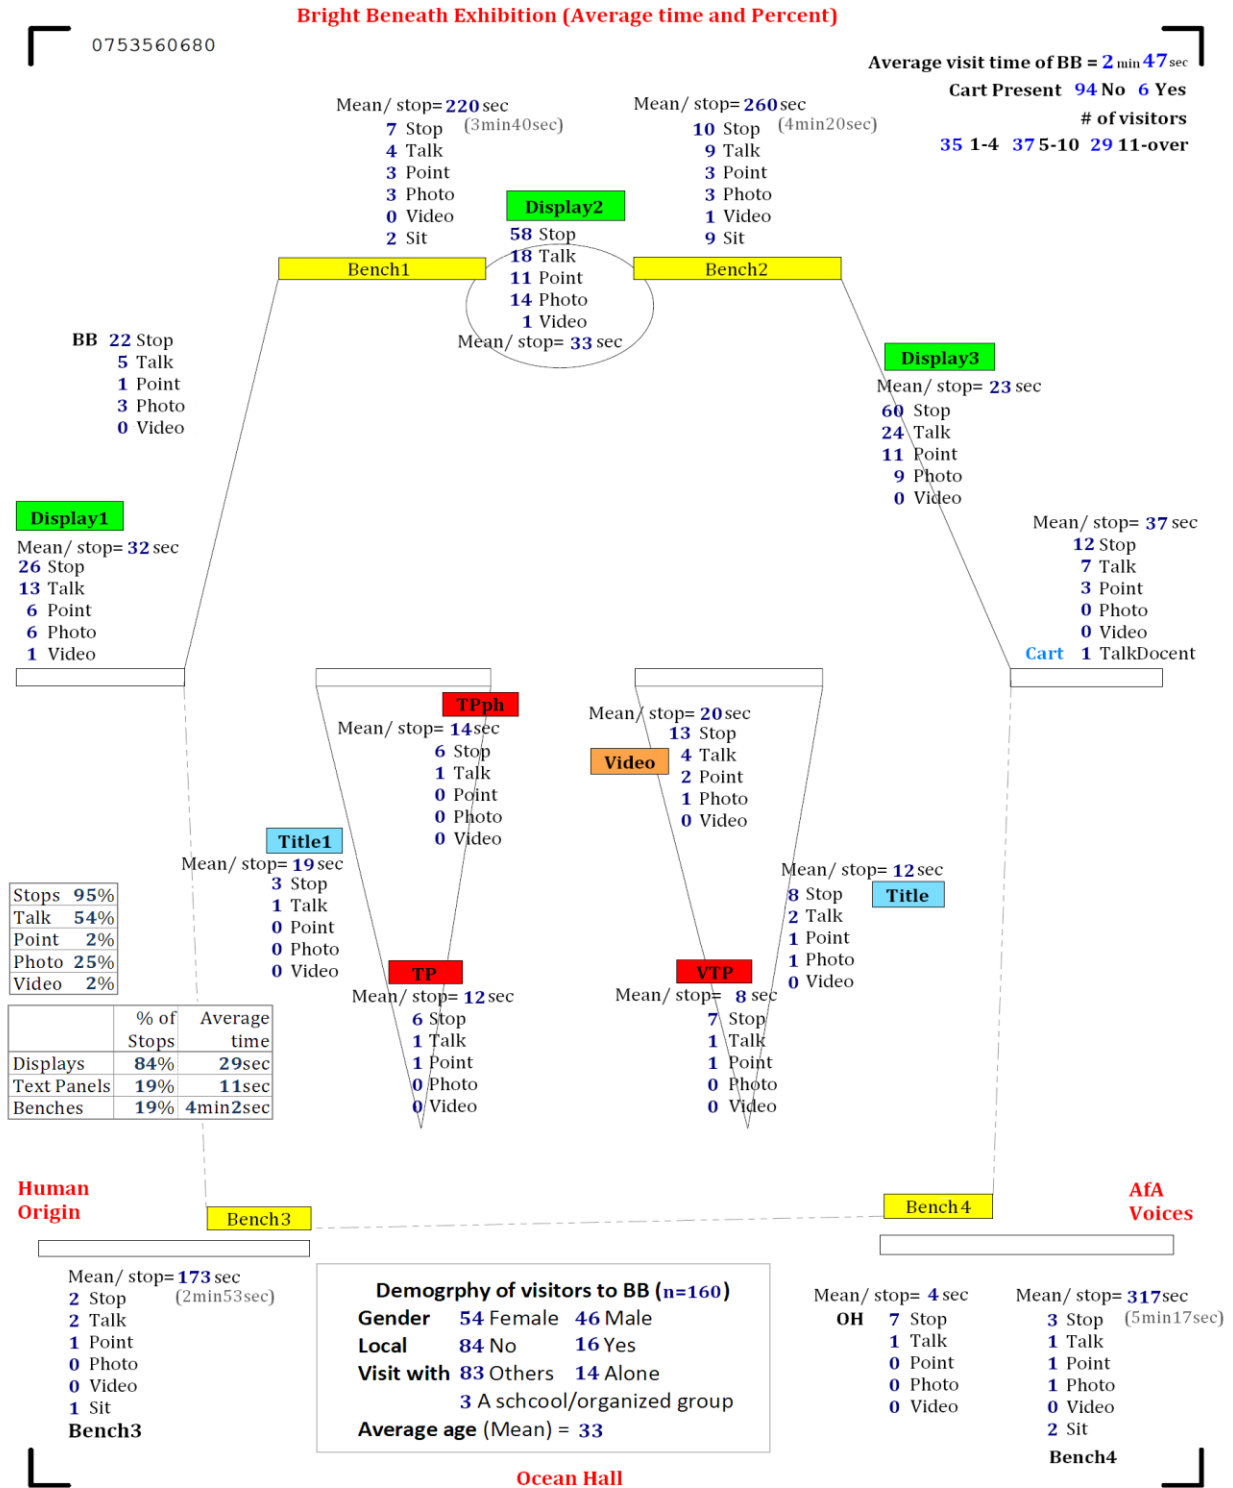 Bright Beneath Exhibition (Average time and Percent)
0753560680
Average visit time of BB = 2 min 47 sec
Cart Present 94 No 6 Yes
# of visitors
35 1-4 37 5-10 29 11-over
Mean/ stop= 220 sec
7 Stop (3min40sec)
4 Talk
3 Point
3 Photo
0 Video
2 Sit
Bench1
Mean/ stop= 260 sec
10 Stop (4min20sec)
9 Talk
3 Point
3 Photo
1 Video
9 Sit
Bench2
Display2
58 Stop
18 Talk
11 Point
14 Photo
1 Video
Mean/ stop= 33 sec
BB 22 Stop
5 Talk
1 Point
3 Photo
0 Video
Display3
Mean/ stop= 23 sec
60 Stop
24 Talk
11 Point
9 Photo
0 Video
Display1
Mean/ stop= 32 sec
26 Stop
13 Talk
6 Point
6 Photo
1 Video
Mean/ stop= 37 sec
12 Stop
7 Talk
3 Point
0 Photo
0 Video
Cart 1 TalkDocent
TPph
Mean/ stop= 14 sec
6 Stop
1 Talk
0 Point
0 Photo
0 Video
Mean/ stop= 20 sec
13 Stop
Video
4 Talk
2 Point
1 Photo
0 Video
Title1
Mean/ stop= 19 sec
3 Stop
1 Talk
0 Point
0 Photo
0 Video
Mean/ stop= 12 sec
Title
8 Stop
2 Talk
1 Point
1 Photo
0 Video
Stops 95%
Talk 54%
Point 2%
Photo 25%
Video 2%
TP
Mean/ stop= 12 sec
6 Stop
1 Talk
1 Point
0 Photo
0 Video
VTP
Mean/ stop= 8 sec
7 Stop
1 Talk
1 Point
0 Photo
0 Video
% of Average
Stops time
Displays 84% 29sec
Text Panels 19% 11sec
Benches 19% 4min2sec
Human
Origin
Bench3
Bench4
AfA
Voices
Mean/ stop= 173 sec
2 Stop (2min53sec)
2 Talk
1 Point
0 Photo
0 Video
1 Sit
Bench3
Demogrphy of visitors to BB (n=160)
Gender 54 Female 46 Male
Local 84 No 16 Yes
Visit with 83 Others 14 Alone
3 A schcool/organized group
Average age (Mean) = 33
Mean/ stop= 4 sec
OH 7 Stop
1 Talk
0 Point
0 Photo
0 Video
Mean/ stop= 317sec
3 Stop (5min17sec)
1 Talk
1 Point
1 Photo
0 Video
2 Sit
Bench4
Ocean Hall